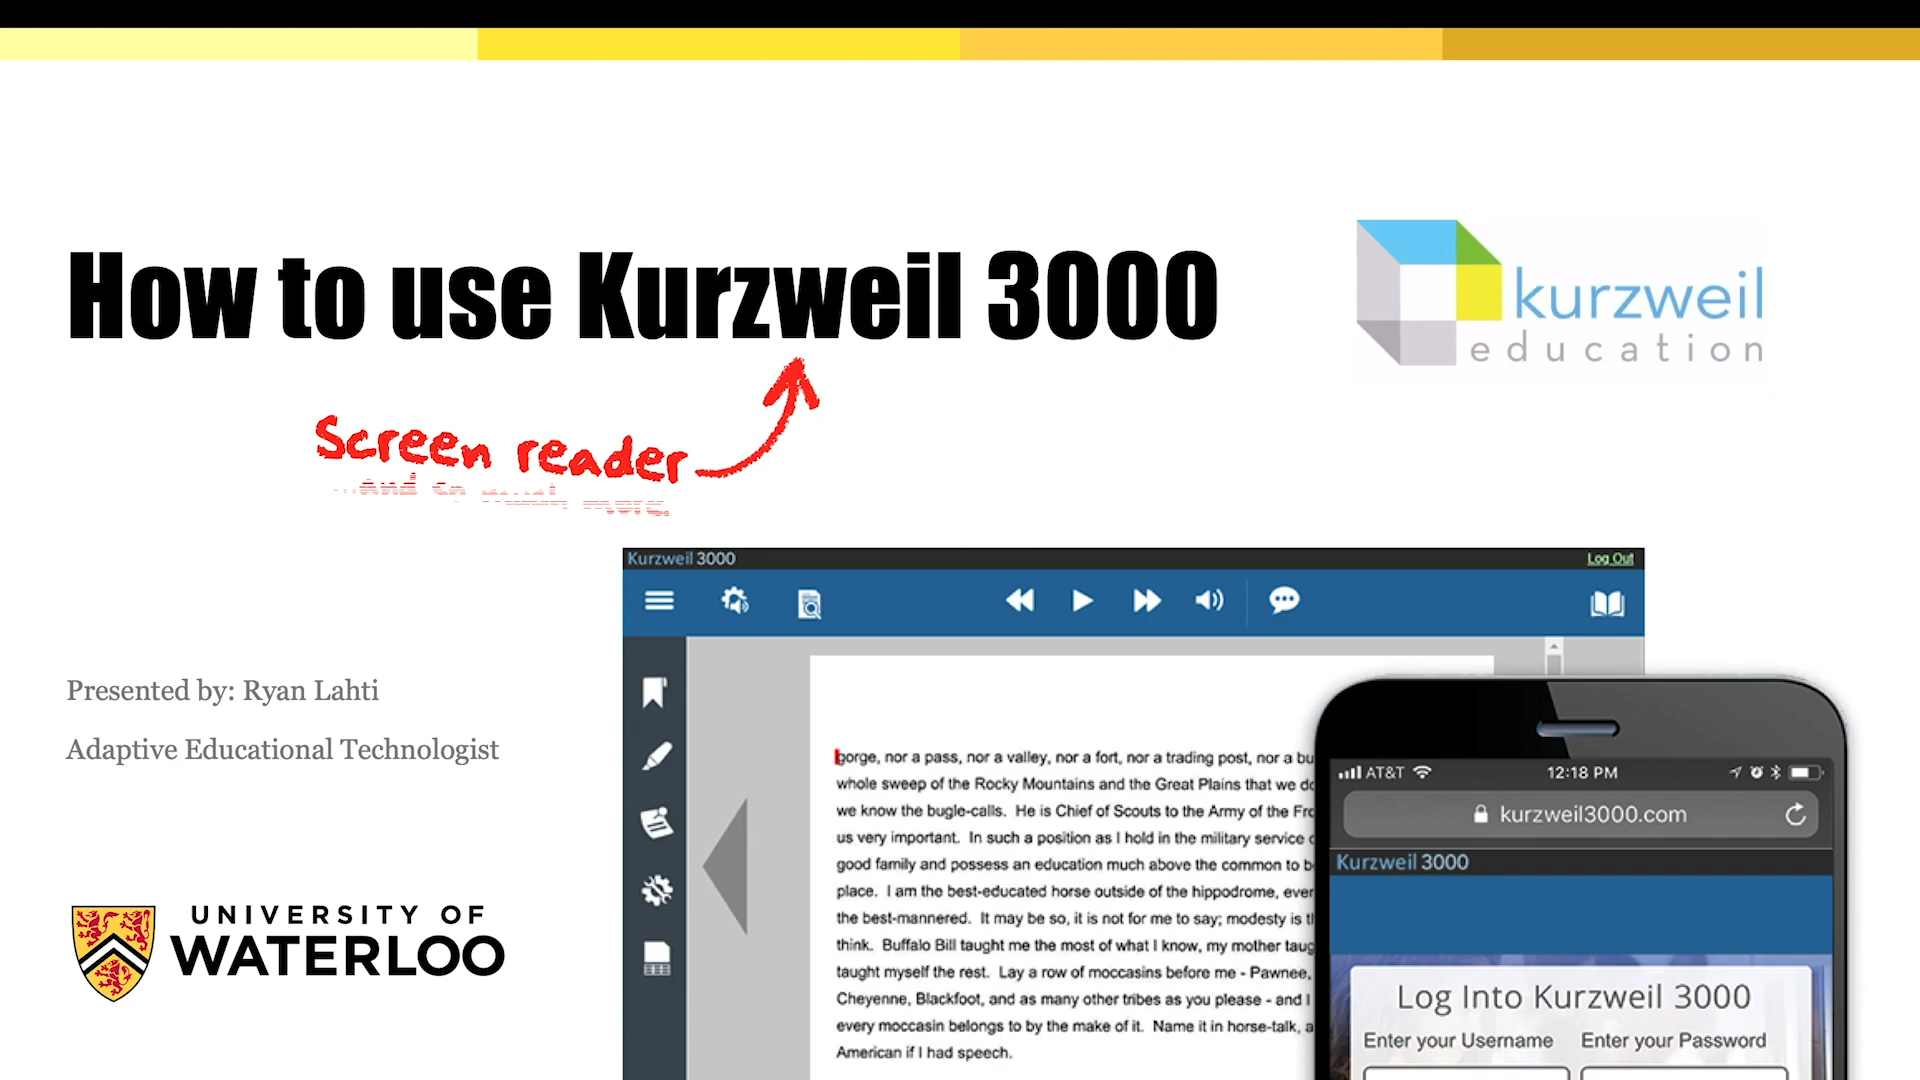 How to use Kurzweil 3000
kurzweil
education
Screen reader
...and so much more.
Kurzweil 3000
Log Out
Presented by: Ryan Lahti
Adaptive Educational Technologist
gorge, nor a pass, nor a valley, nor a fort, nor a trading post, nor a bu
whole sweep of the Rocky Mountains and the Great Plains that we do
we know the bugle-calls. He is Chief of Scouts to the Army of the Fro
us very important. In such a position as I hold in the military service o
good family and possess an education much above the common to b
place. I am the best-educated horse outside of the hippodrome, ever
the best-mannered. It may be so, it is not for me to say; modesty is th
think. Buffalo Bill taught me the most of what I know, my mother taug
taught myself the rest. Lay a row of moccasins before me - Pawnee,
Cheyenne, Blackfoot, and as many other tribes as you please - and I
every moccasin belongs to by the make of it. Name it in horse-talk, a
American if I had speech.
AT&T 12:18 PM
kurzweil3000.com
Kurzweil 3000
Log Into Kurzweil 3000
Enter your Username Enter your Password
UNIVERSITY OF
WATERLOO